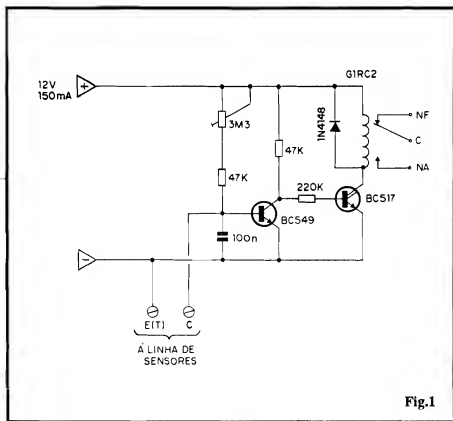 12V
150mA
+
3M3
47K
47K
220K
100n
BC549
BC517
1N4148
G1RC2
NF
C
NA
−
E(T) C
À LINHA DE
SENSORES
Fig.1